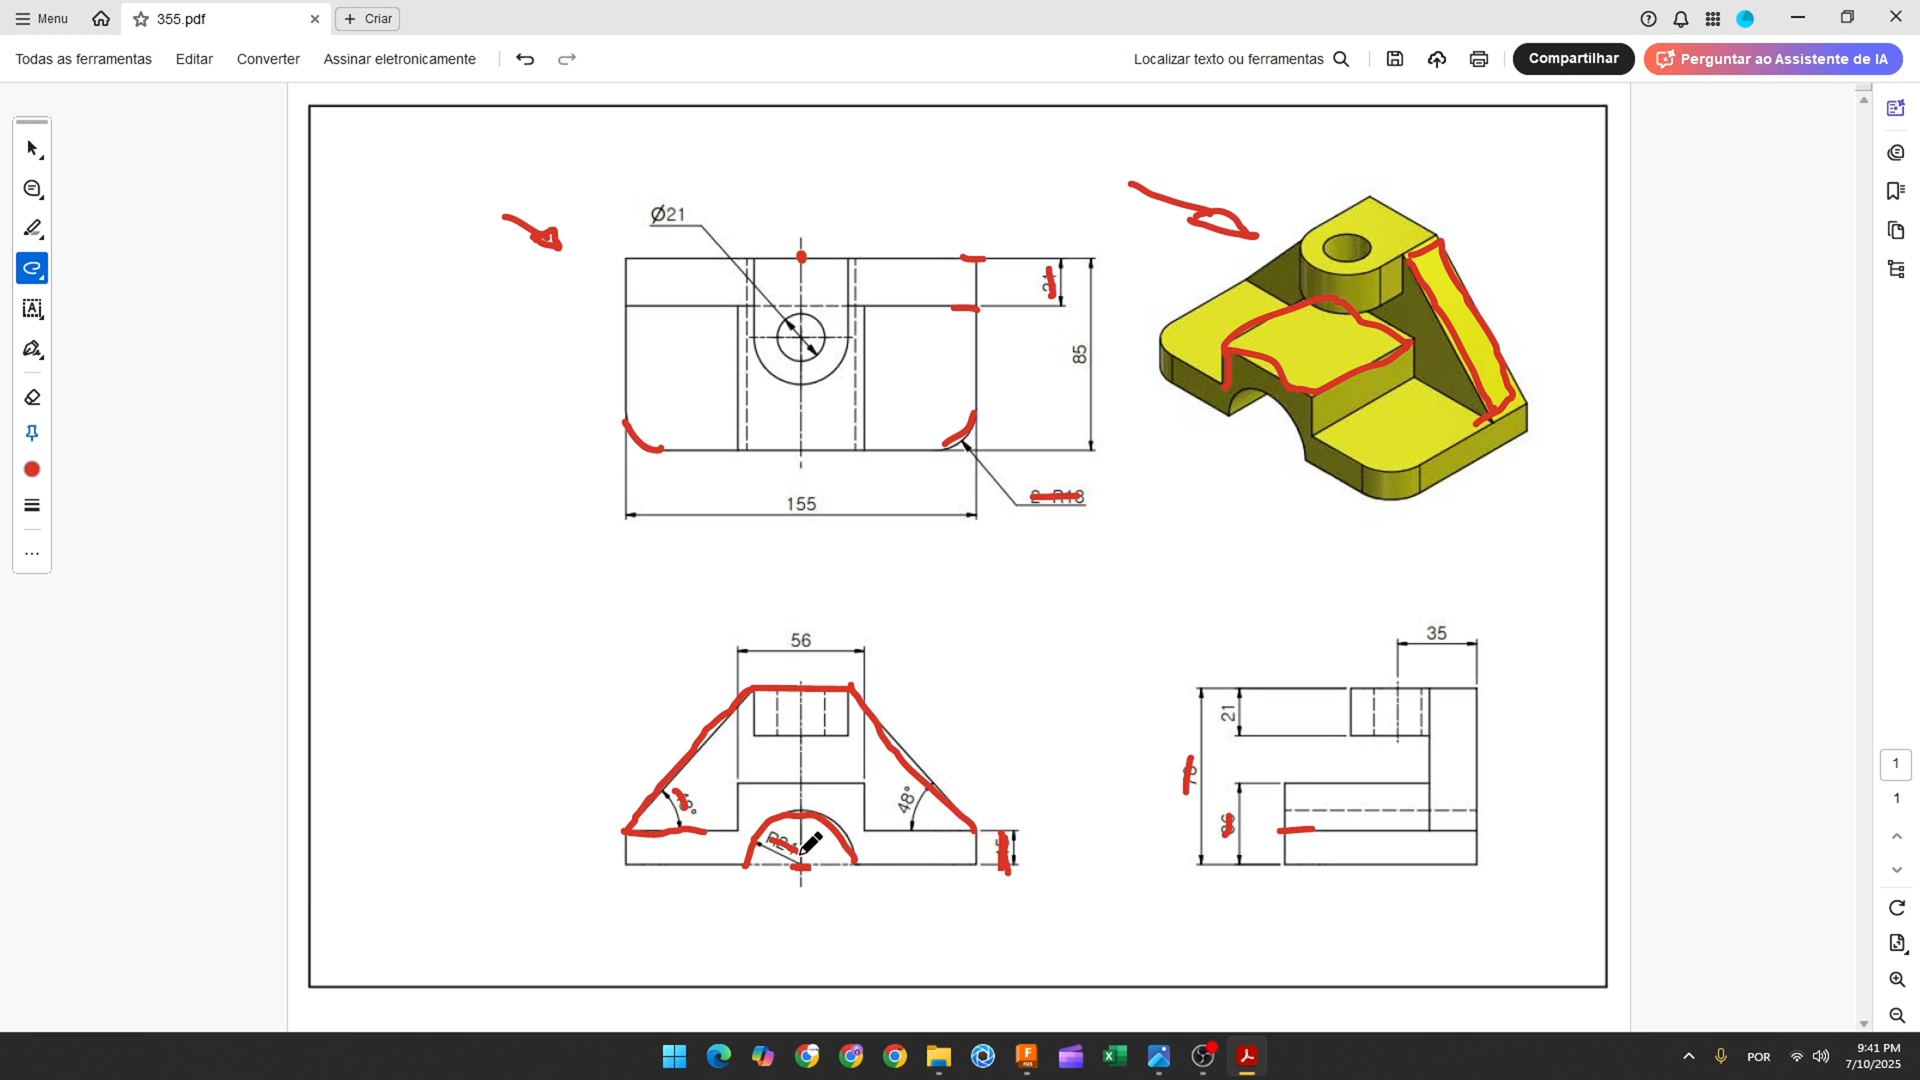 Menu
355.pdf
Criar
Todas as ferramentas
Editar
Converter
Assinar eletronicamente
Localizar texto ou ferramentas
Compartilhar
Perguntar ao Assistente de IA
Ø21
85
155
56
48°
35
21
1
1
POR
9:41 PM
7/10/2025